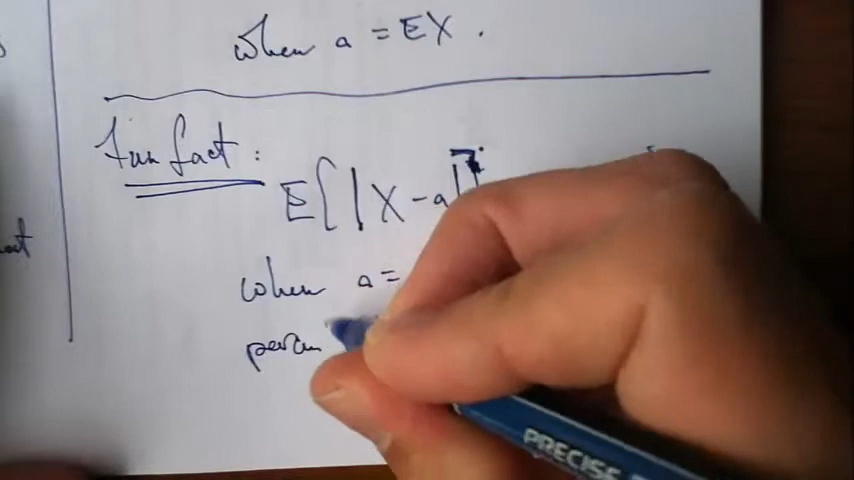 when a = EX .
fun fact :
E[|X-a|]
when a =
PRECISE